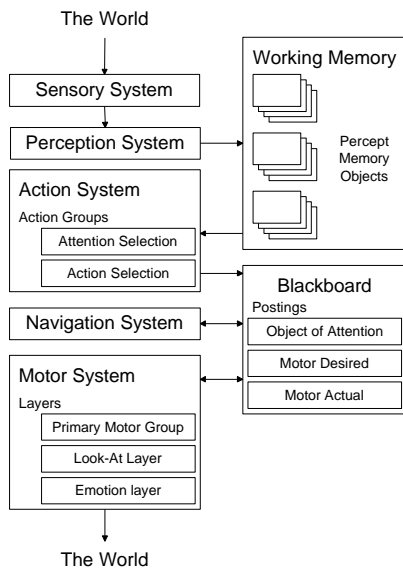 The World
Sensory System
Perception System
Working Memory
Percept
Memory
Objects
Action System
Action Groups
Attention Selection
Action Selection
Navigation System
Blackboard
Postings
Object of Attention
Motor Desired
Motor Actual
Motor System
Layers
Primary Motor Group
Look-At Layer
Emotion layer
The World